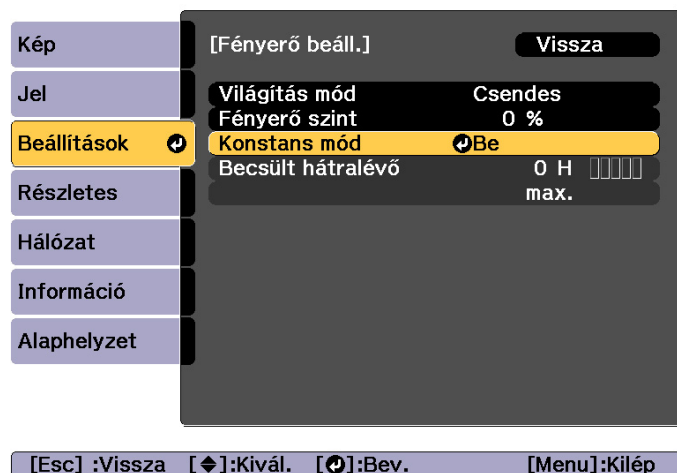 Kép
Jel
Beállítások
Részletes
Hálózat
Információ
Alaphelyzet
[Fényerő beáll.] Vissza
Világítás mód Csendes
Fényerő szint 0 %
Konstans mód Be
Becsült hátralévő 0 H
max.
[Esc] :Vissza [◆]:Kivál. [↵]:Bev. [Menu]:Kilép